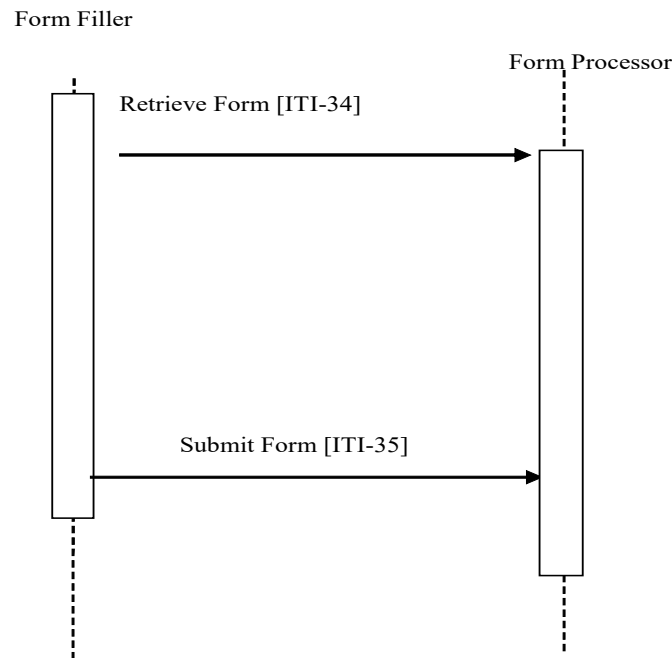 Form Filler
Form Processor
Retrieve Form [ITI-34]
Submit Form [ITI-35]